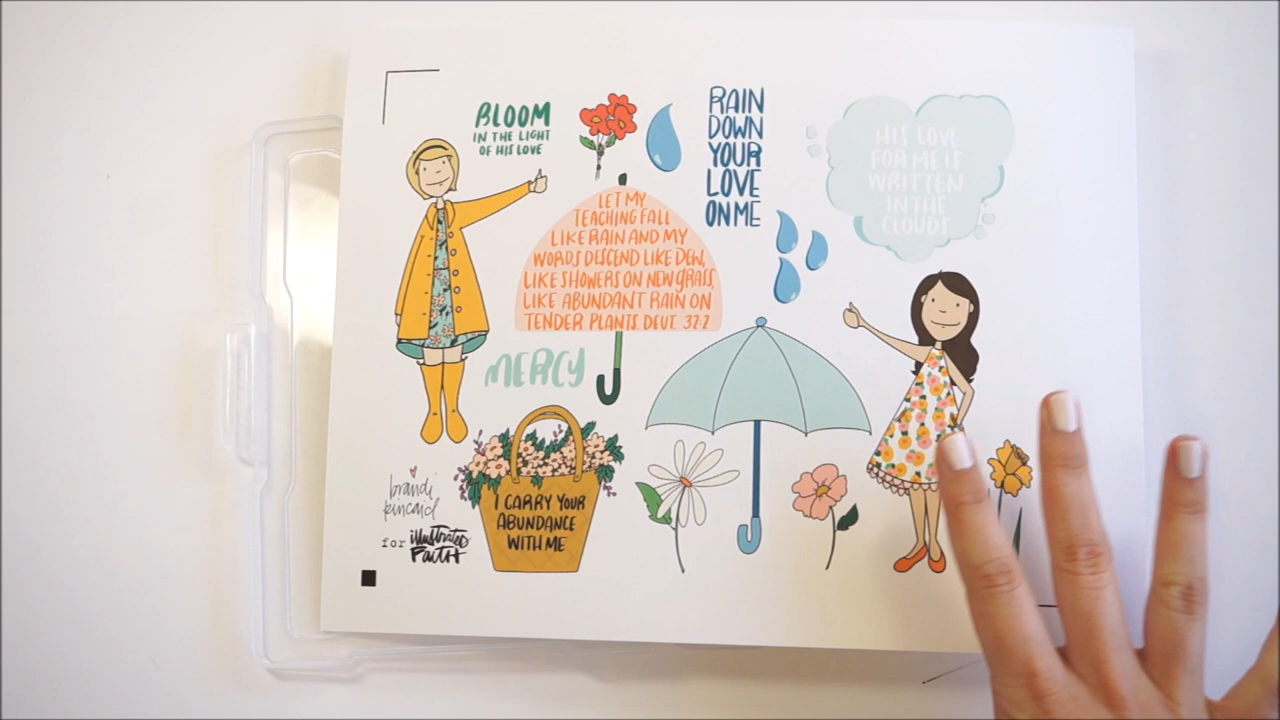 BLOOM
IN THE LIGHT
OF HIS LOVE
RAIN
DOWN
YOUR
LOVE
ON ME
HIS LOVE
FOR ME IS
WRITTEN
IN THE
CLOUDS
LET MY
TEACHING FALL
LIKE RAIN AND MY
WORDS DESCEND LIKE DEW,
LIKE SHOWERS ON NEW GRASS,
LIKE ABUNDANT RAIN ON
TENDER PLANTS. DEUT. 32:2
MERCY
I CARRY YOUR
ABUNDANCE
WITH ME
brandi
kincaid
for illustrated
FAITH